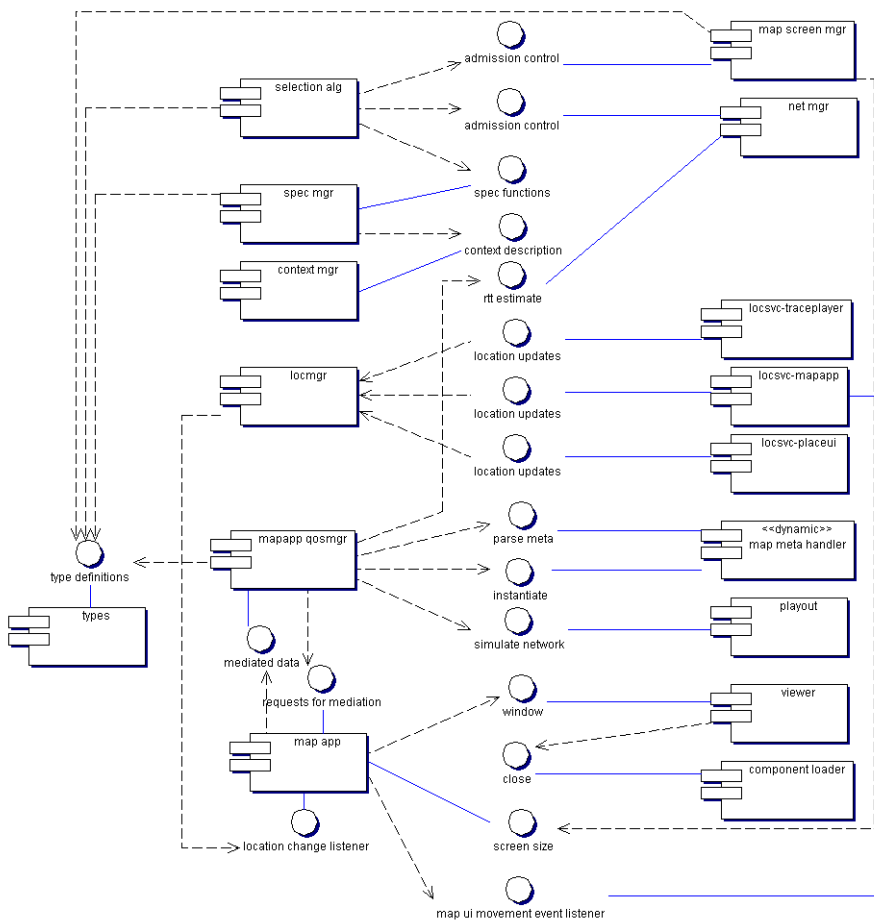 map screen mgr
admission control
selection alg
net mgr
admission control
spec mgr
spec functions
context description
context mgr
rtt estimate
locsvc-traceplayer
location updates
locmgr
locsvc-mapapp
location updates
locsvc-placeui
location updates
<<dynamic>>
mapapp qosmgr
parse meta
map meta handler
type definitions
instantiate
types
playout
simulate network
mediated data
requests for mediation
viewer
window
map app
close
component loader
location change listener
screen size
map ui movement event listener